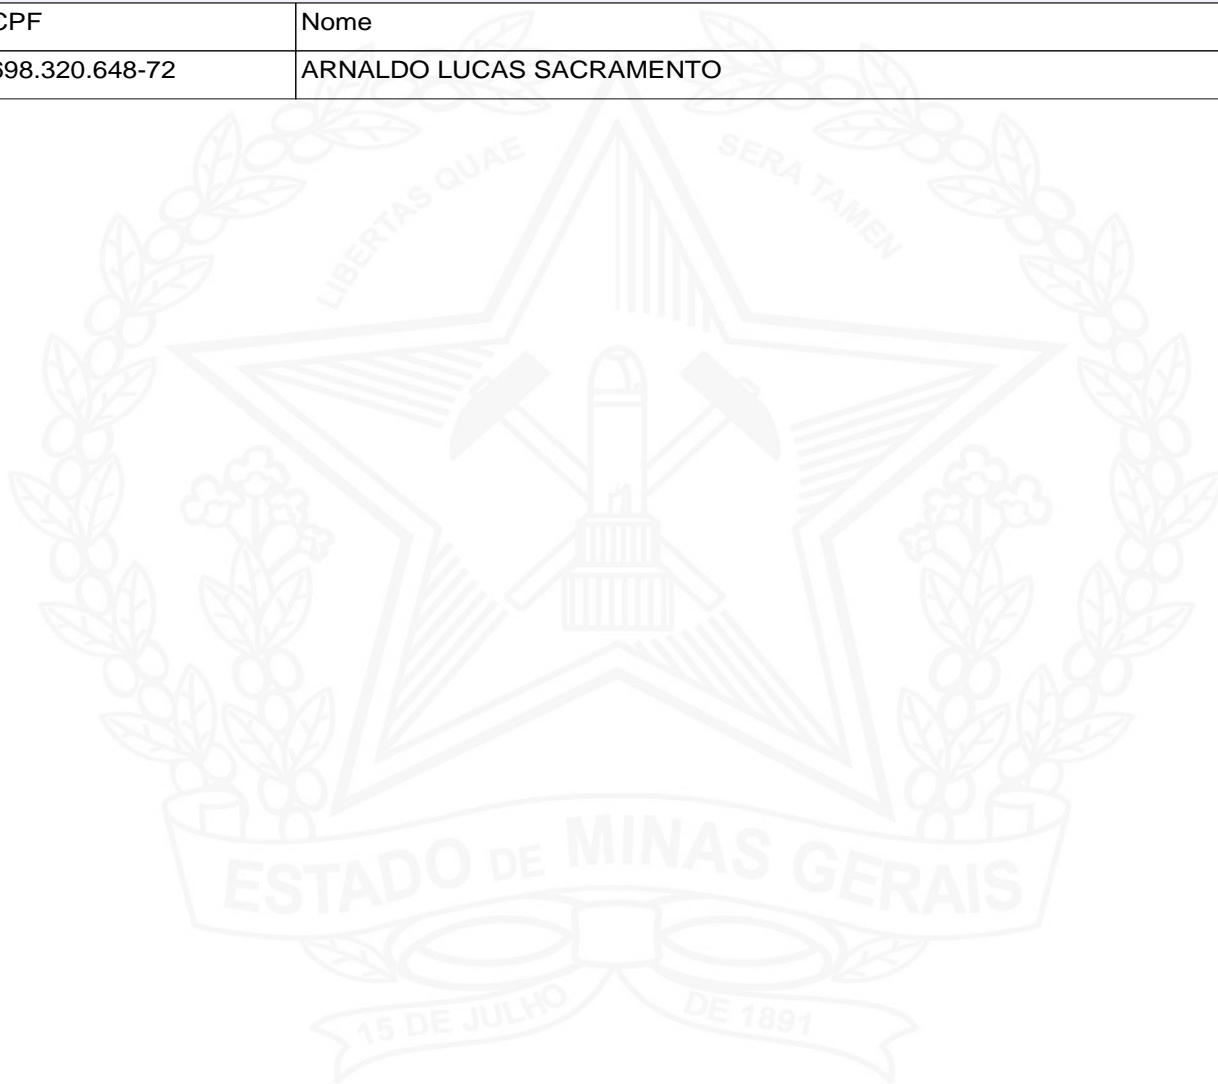 CPF Nome
698.320.648-72 ARNALDO LUCAS SACRAMENTO
LIBERTAS QUAE SERA TAMEN
ESTADO DE MINAS GERAIS
15 DE JULHO DE 1891